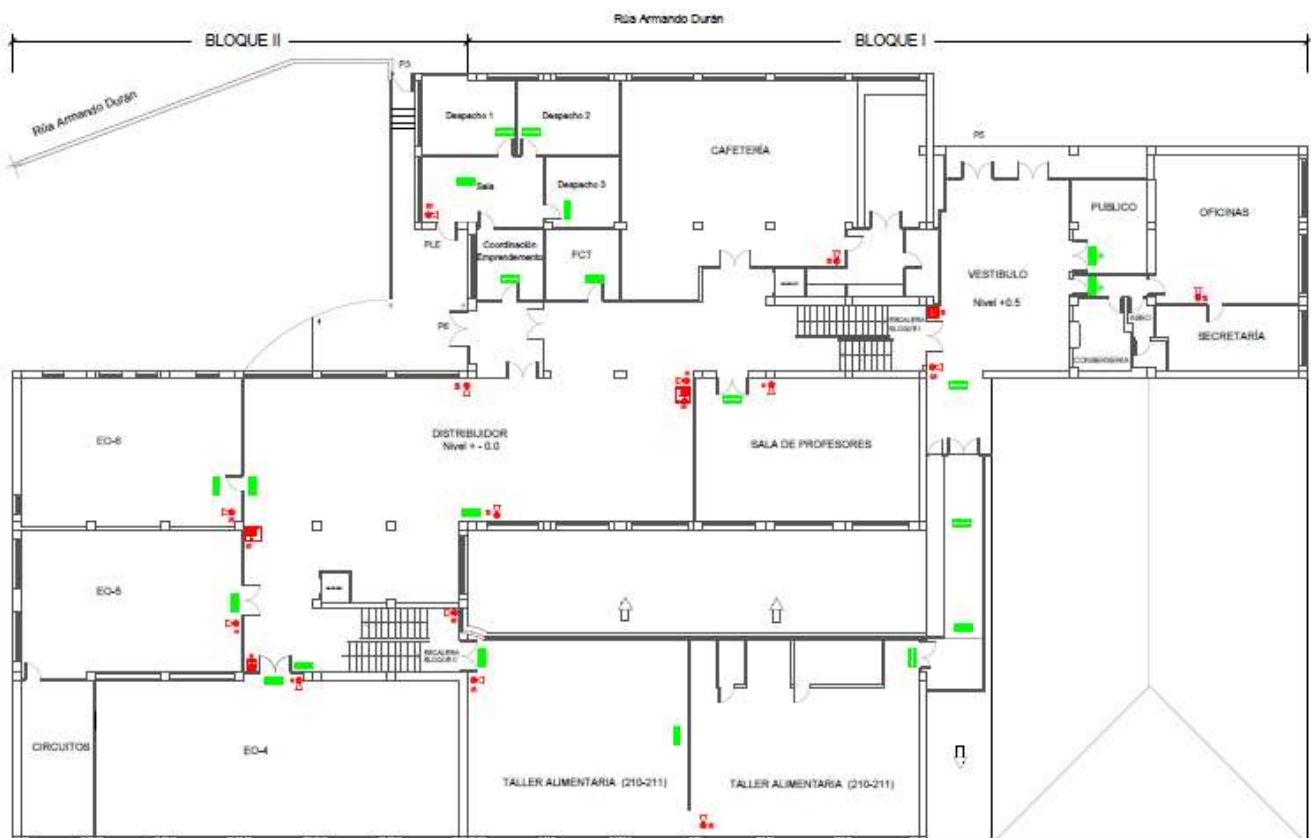 Rúa Armando Durán
BLOQUE II
BLOQUE I
P3
Rúa Armando Durán
Despacho 1
Despacho 2
CAFETERÍA
P5
Sala
Despacho 3
PUBLICO
OFICINAS
PLE
Coordinación
Emprendemento
FCT
VESTIBULO
Nivel +0.5
P6
ESCALERA
BLOQUE I
ASEO
SECRETARÍA
CONSERXERIA
EO-6
DISTRIBUIDOR
Nivel + - 0.0
SALA DE PROFESORES
EO-5
ESCALERA
BLOQUE II
CIRCUITOS
EO-4
TALLER ALIMENTARIA (210-211)
TALLER ALIMENTARIA (210-211)